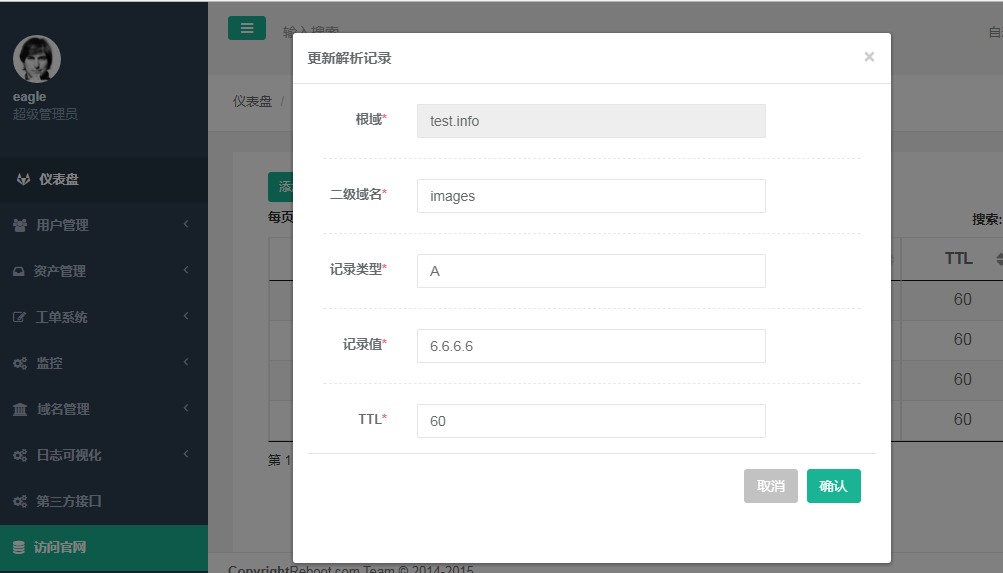 输入搜索
自
eagle
超级管理员
仪表盘
用户管理
资产管理
工单系统
监控
域名管理
日志可视化
第三方接口
访问官网
仪表盘 /
添
每页
搜索:
TTL
60
60
60
60
第 1
更新解析记录
×
根域*
test.info
二级域名*
images
记录类型*
A
记录值*
6.6.6.6
TTL*
60
取消
确认
CopyrightReboot.com Team © 2014-2015